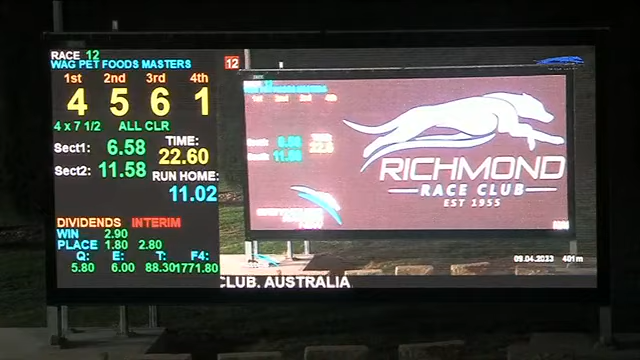 RACE 12
WAG PET FOODS MASTERS
1st 2nd 3rd 4th
4 5 6 1
4 x 7 1/2 ALL CLR
Sect1: 6.58
TIME:
22.60
Sect2: 11.58
RUN HOME:
11.02
DIVIDENDS INTERIM
WIN 2.90
PLACE 1.80 2.80
Q: E: T: F4:
5.80 6.00 88.30 1771.80
12
RICHMOND
RACE CLUB
EST 1955
09.04.2033 401m
CLUB. AUSTRALIA